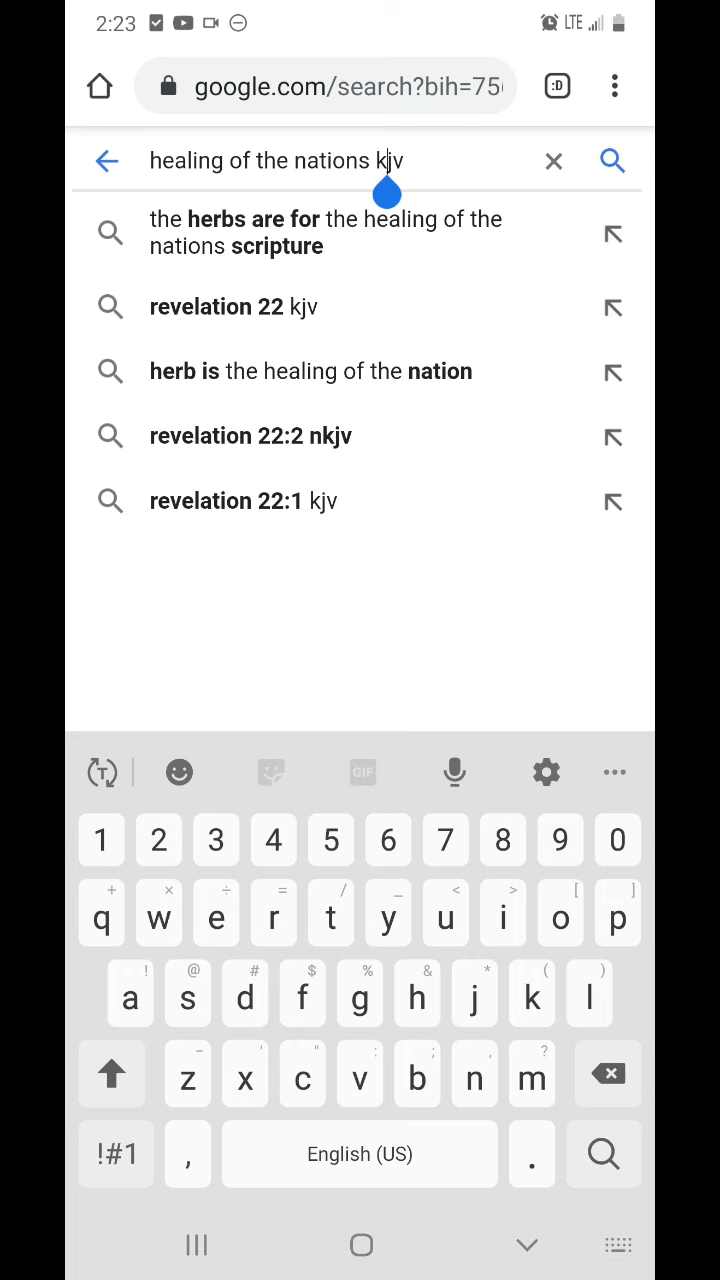 2:23 LTE
google.com/search?bih=75 :D
healing of the nations kjv
the herbs are for the healing of the
nations scripture
revelation 22 kjv
herb is the healing of the nation
revelation 22:2 nkjv
revelation 22:1 kjv
T GIF
1 2 3 4 5 6 7 8 9 0
+ × ÷ = / _ < > [ ]
q w e r t y u i o p
! @ # $ % & * ( )
a s d f g h j k l
- ' " : ; , ?
z x c v b n m
!#1 , English (US) .